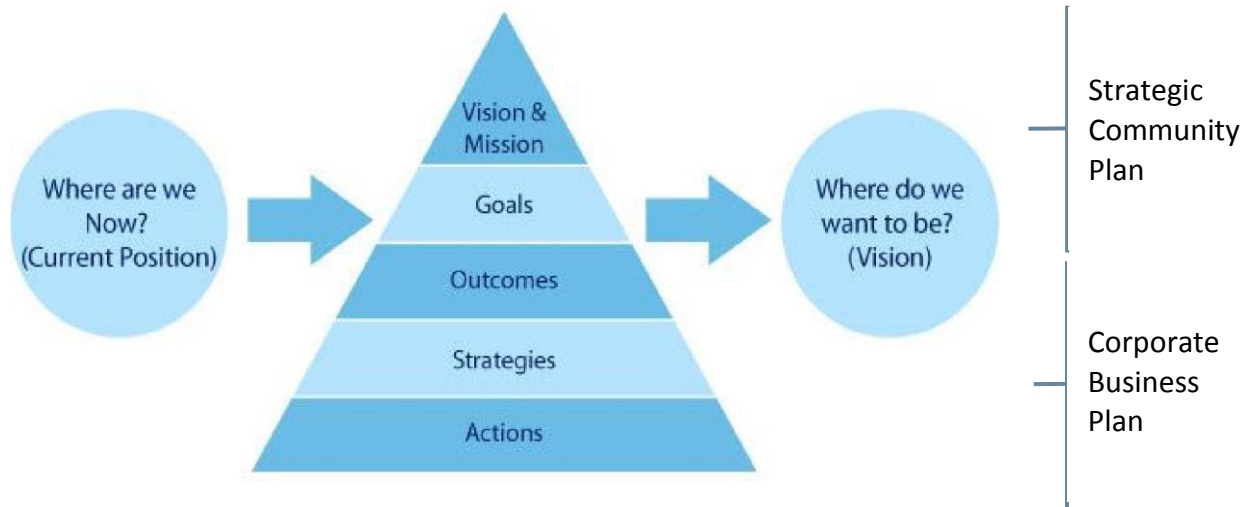 Where are we
Now?
(Current Position)
Vision &
Mission
Goals
Outcomes
Strategies
Actions
Where do we
want to be?
(Vision)
Strategic
Community
Plan
Corporate
Business
Plan